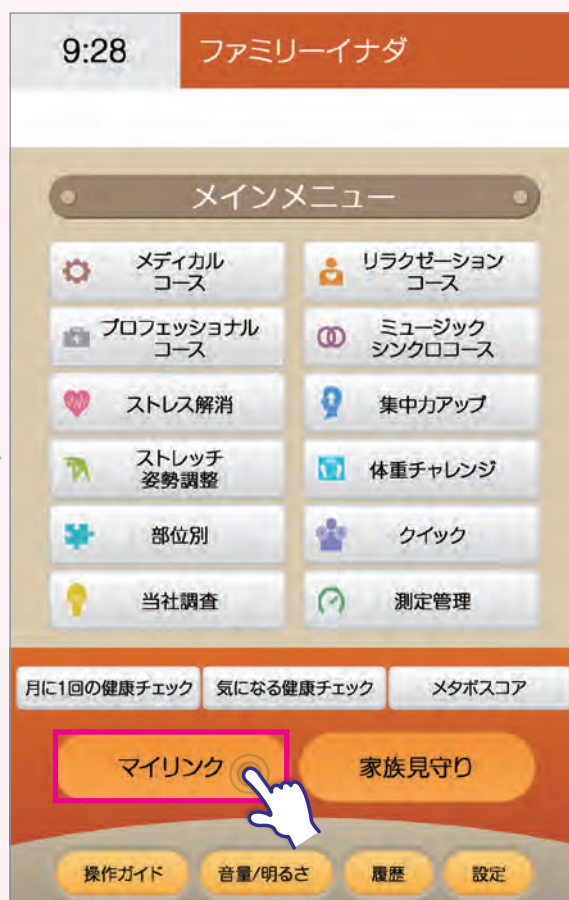 9:28
ファミリーイナダ
メインメニュー
メディカル
コース
リラクゼーション
コース
プロフェッショナル
コース
ミュージック
シンクロコース
ストレス解消
集中力アップ
ストレッチ
姿勢調整
体重チャレンジ
部位別
クイック
当社調査
測定管理
月に1回の健康チェック
気になる健康チェック
メタボスコア
マイリンク
家族見守り
操作ガイド
音量/明るさ
履歴
設定